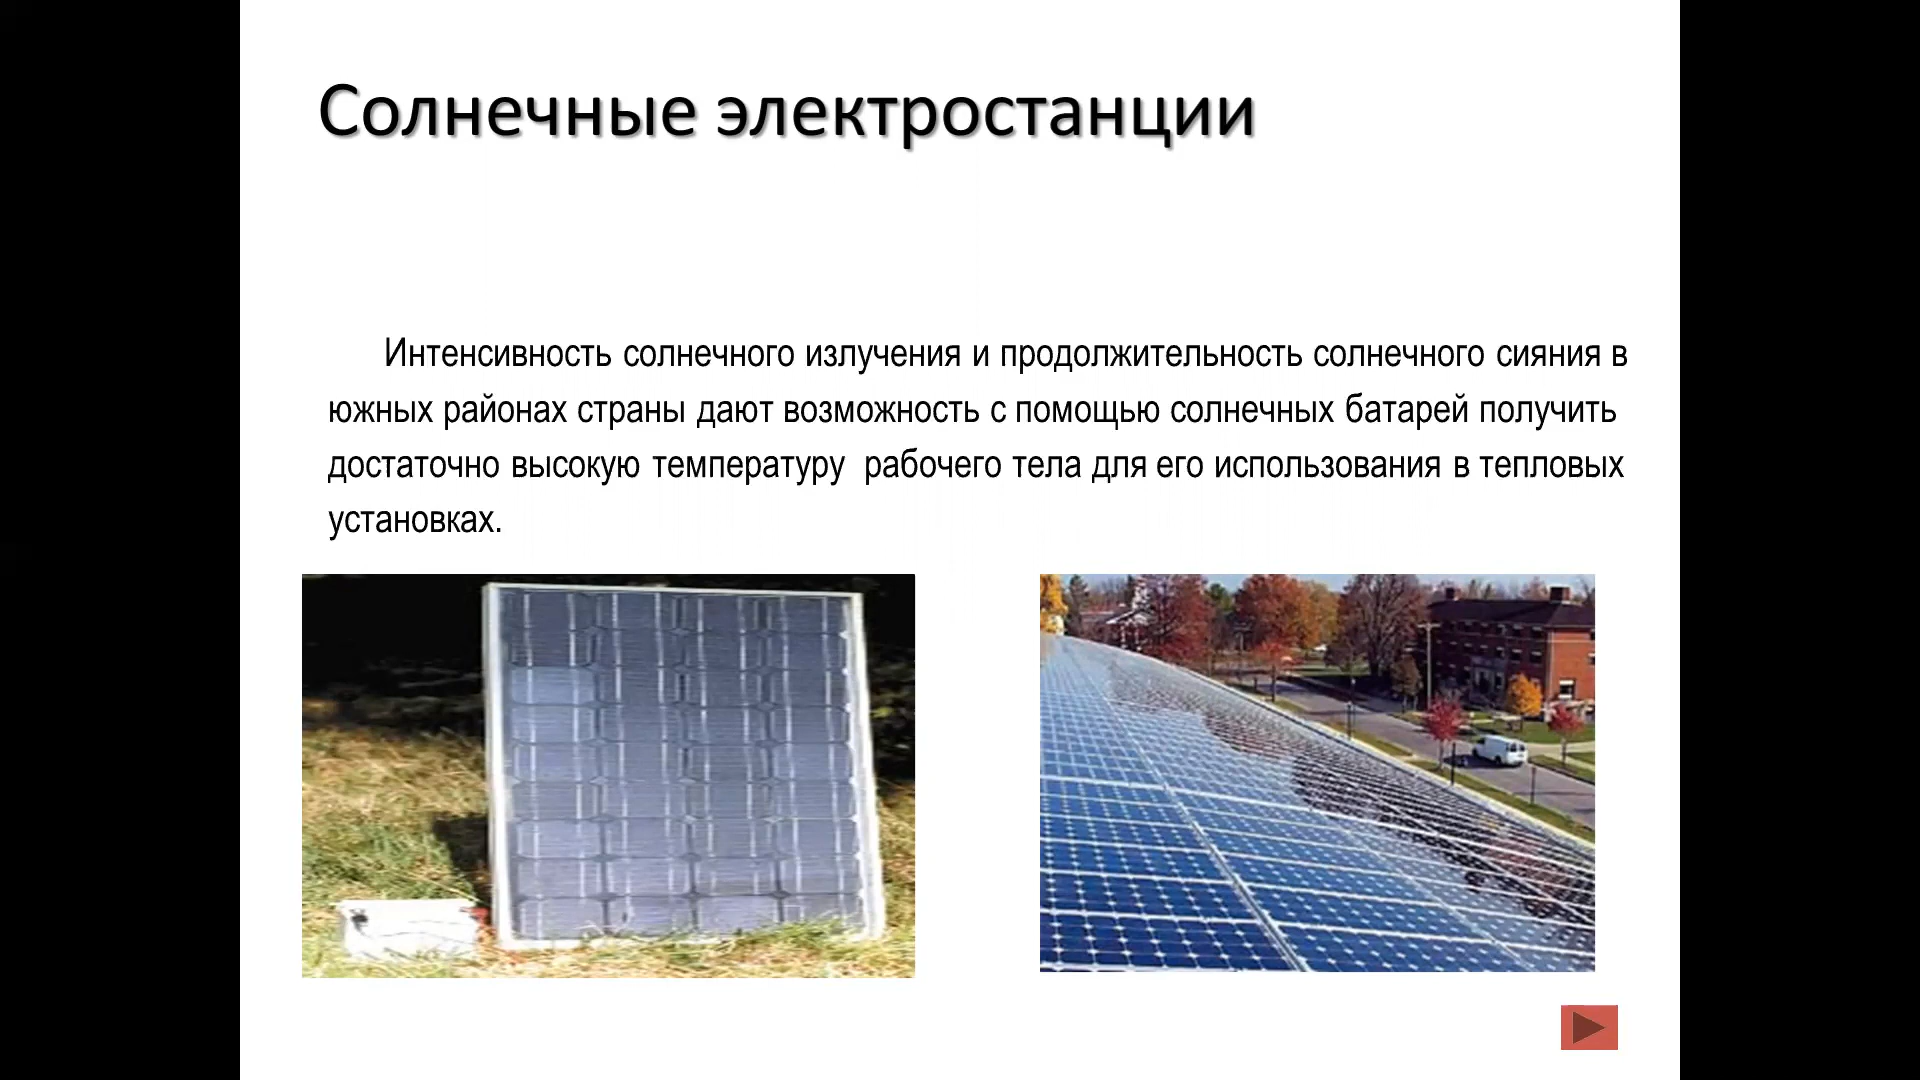 Солнечные электростанции
Интенсивность солнечного излучения и продолжительность солнечного сияния в
южных районах страны дают возможность с помощью солнечных батарей получить
достаточно высокую температуру  рабочего тела для его использования в тепловых
установках.